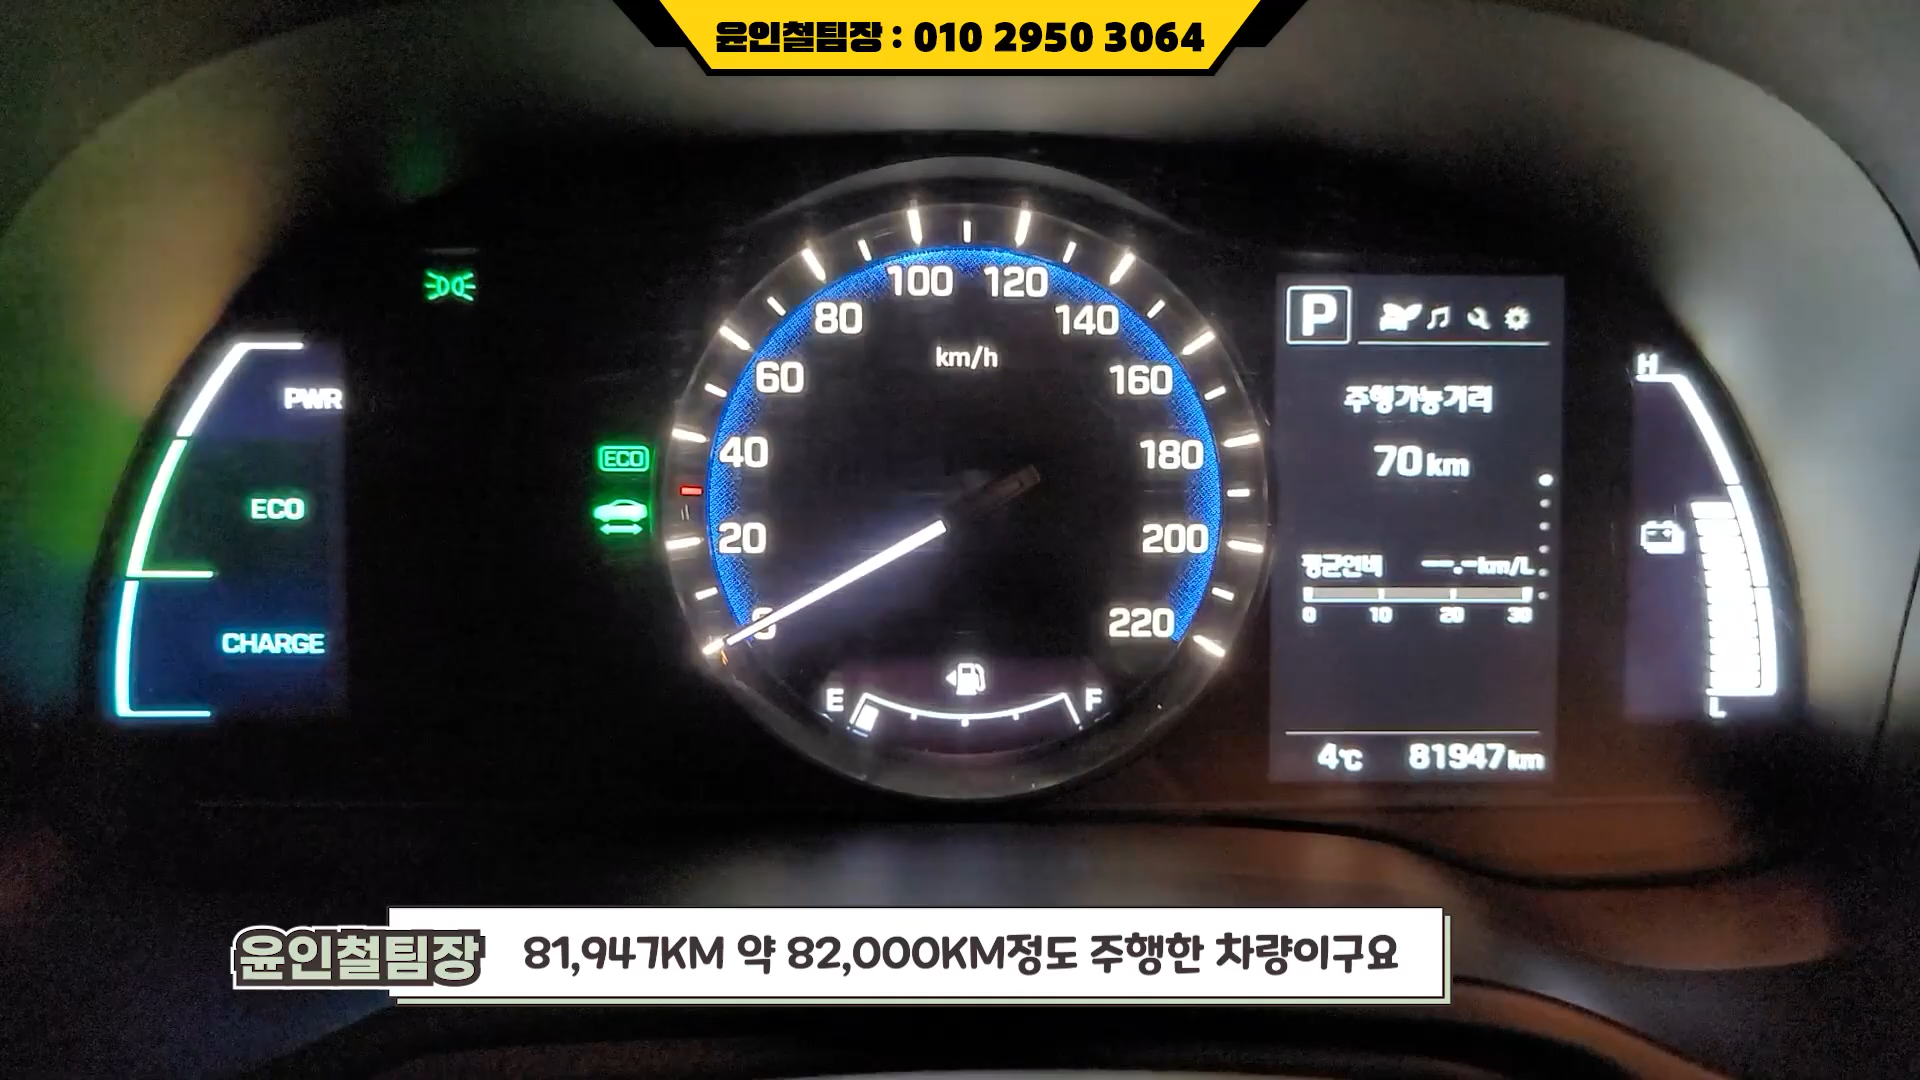 윤인철팀장 : 010 2950 3064
100 120
80 140
km/h
60 160
40 180
20 200
0 220
E F
PWR
ECO
CHARGE
ECO
P
주행가능거리
70 km
평균연비 --.-km/L
0 10 20 30
4℃ 81947 km
H
L
윤인철팀장
81,947KM 약 82,000KM정도 주행한 차량이구요